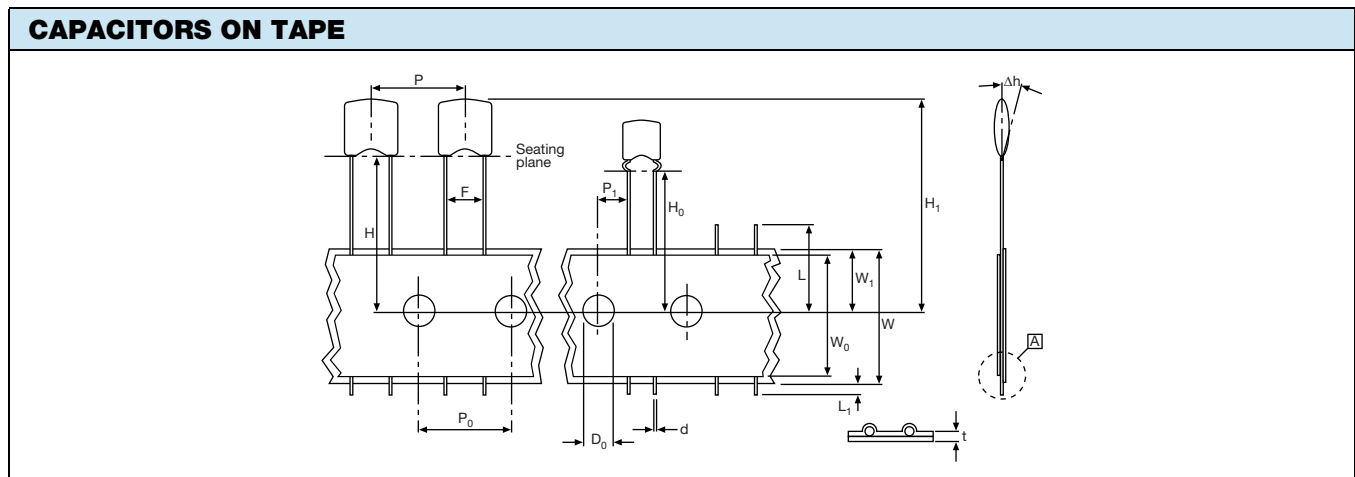 CAPACITORS ON TAPE
P
Δh
Seating
plane
F
P1
H0
H1
H
L
W1
W
W0
A
L1
P0
D0
d
t